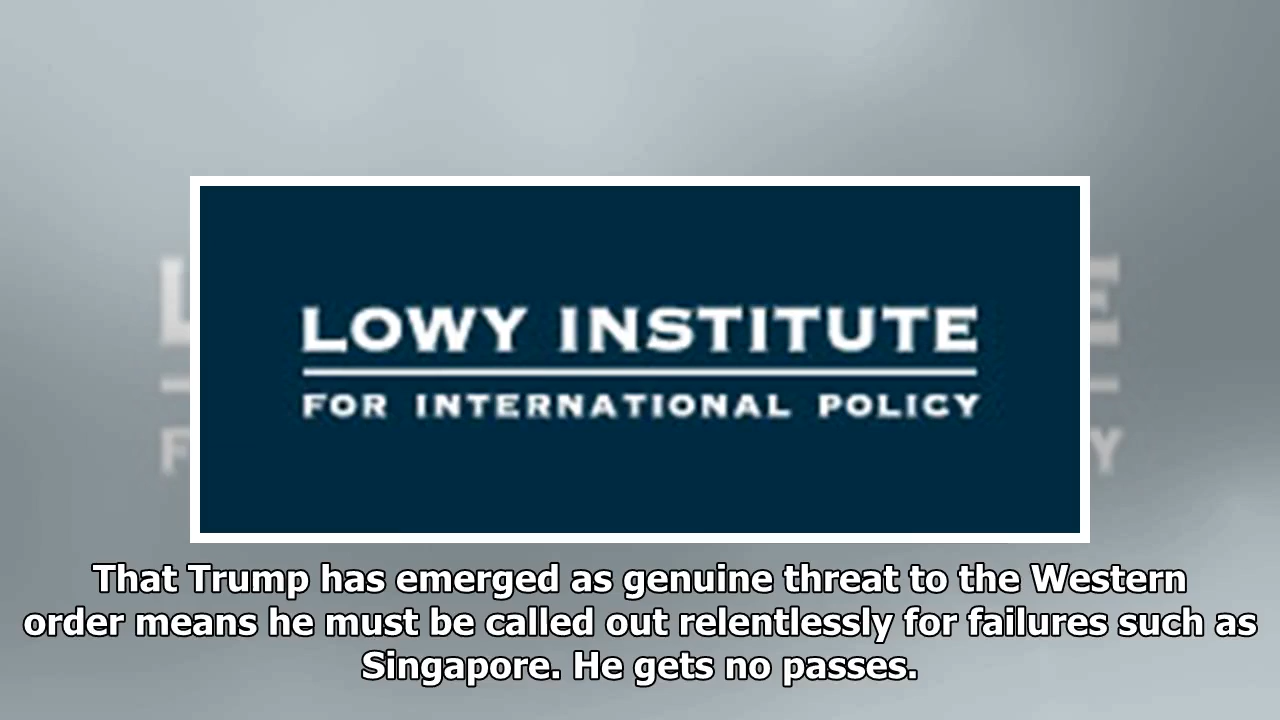 LOWY INSTITUTE
FOR INTERNATIONAL POLICY
That Trump has emerged as genuine threat to the Western
order means he must be called out relentlessly for failures such as
Singapore. He gets no passes.